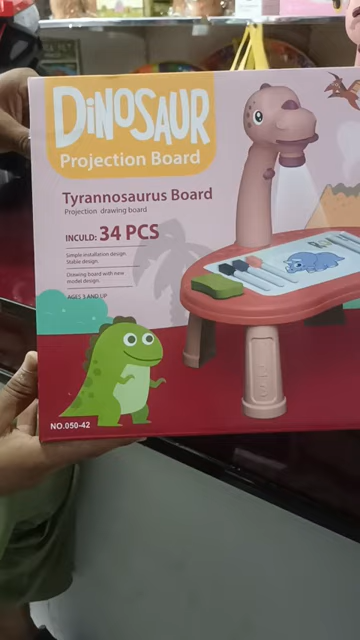 DiNOSAUR
Projection Board
Tyrannosaurus Board
Projection drawing board
INCULD: 34 PCS
Simple installation design
Stable design.
Drawing board with new
model design.
AGES 3 AND UP
NO.050-42